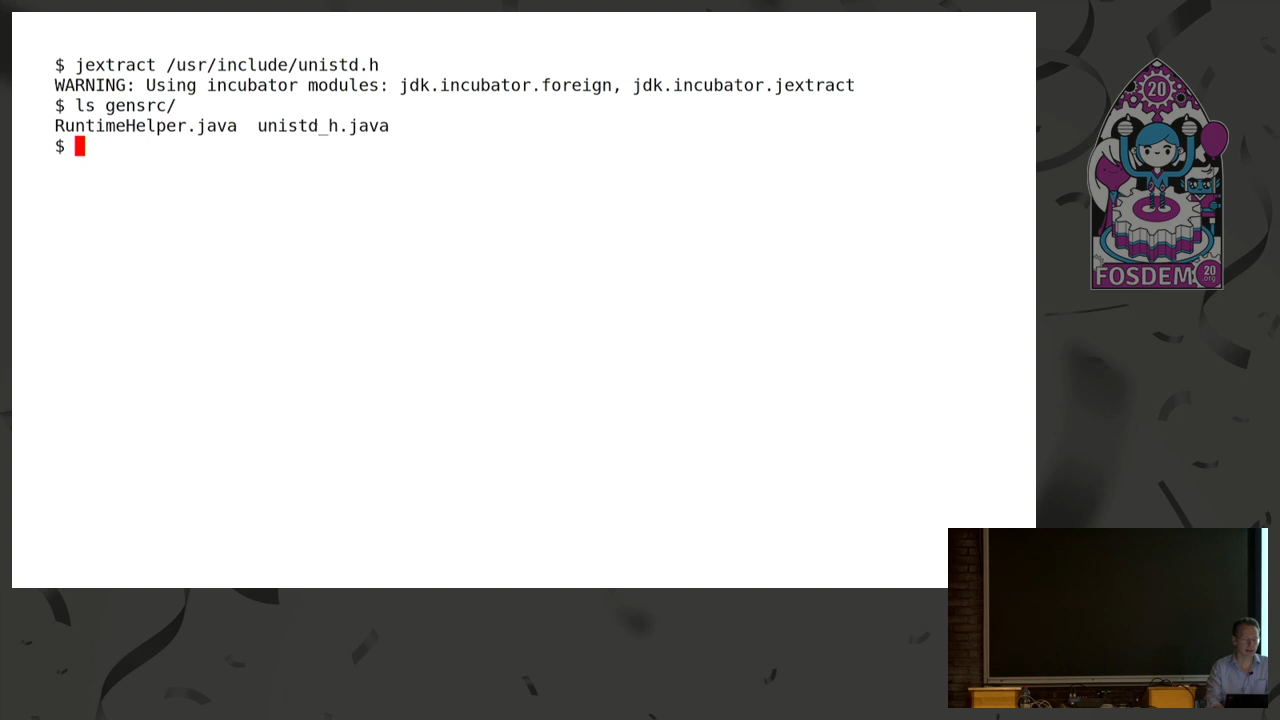 $ jextract /usr/include/unistd.h
WARNING: Using incubator modules: jdk.incubator.foreign, jdk.incubator.jextract
$ ls gensrc/
RuntimeHelper.java  unistd_h.java
$
20
FOSDEM
20
.org